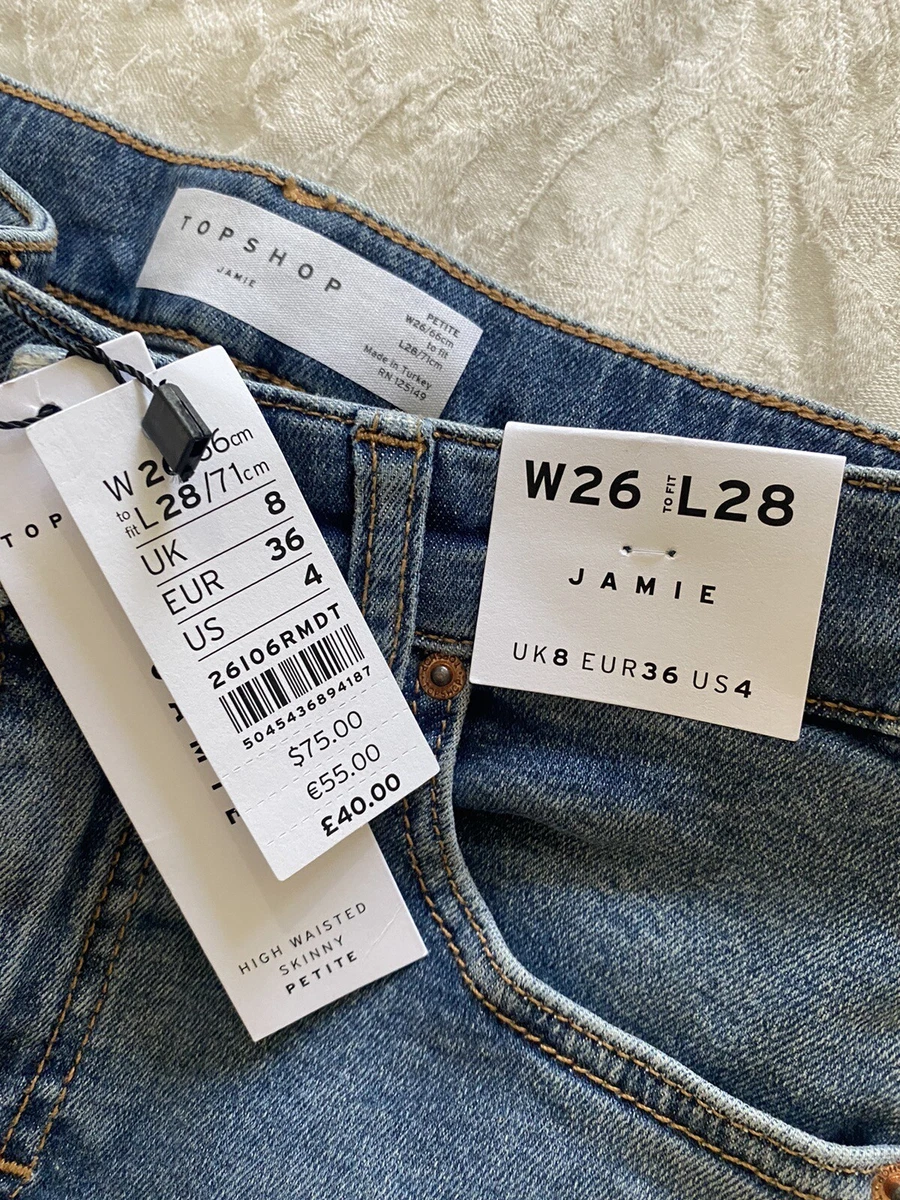 TOPSHOP
JAMIE
PETITE
W26/66cm
to fit
L28/71cm
Made in Turkey
RN 125149
W 26/66cm
to fit L28/71cm
UK 8
EUR 36
US 4
26I06RMDT
5045436894187
$75.00
€55.00
£40.00
TOP
HIGH WAISTED
SKINNY
PETITE
W26 TO FIT L28
JAMIE
UK8 EUR36 US4